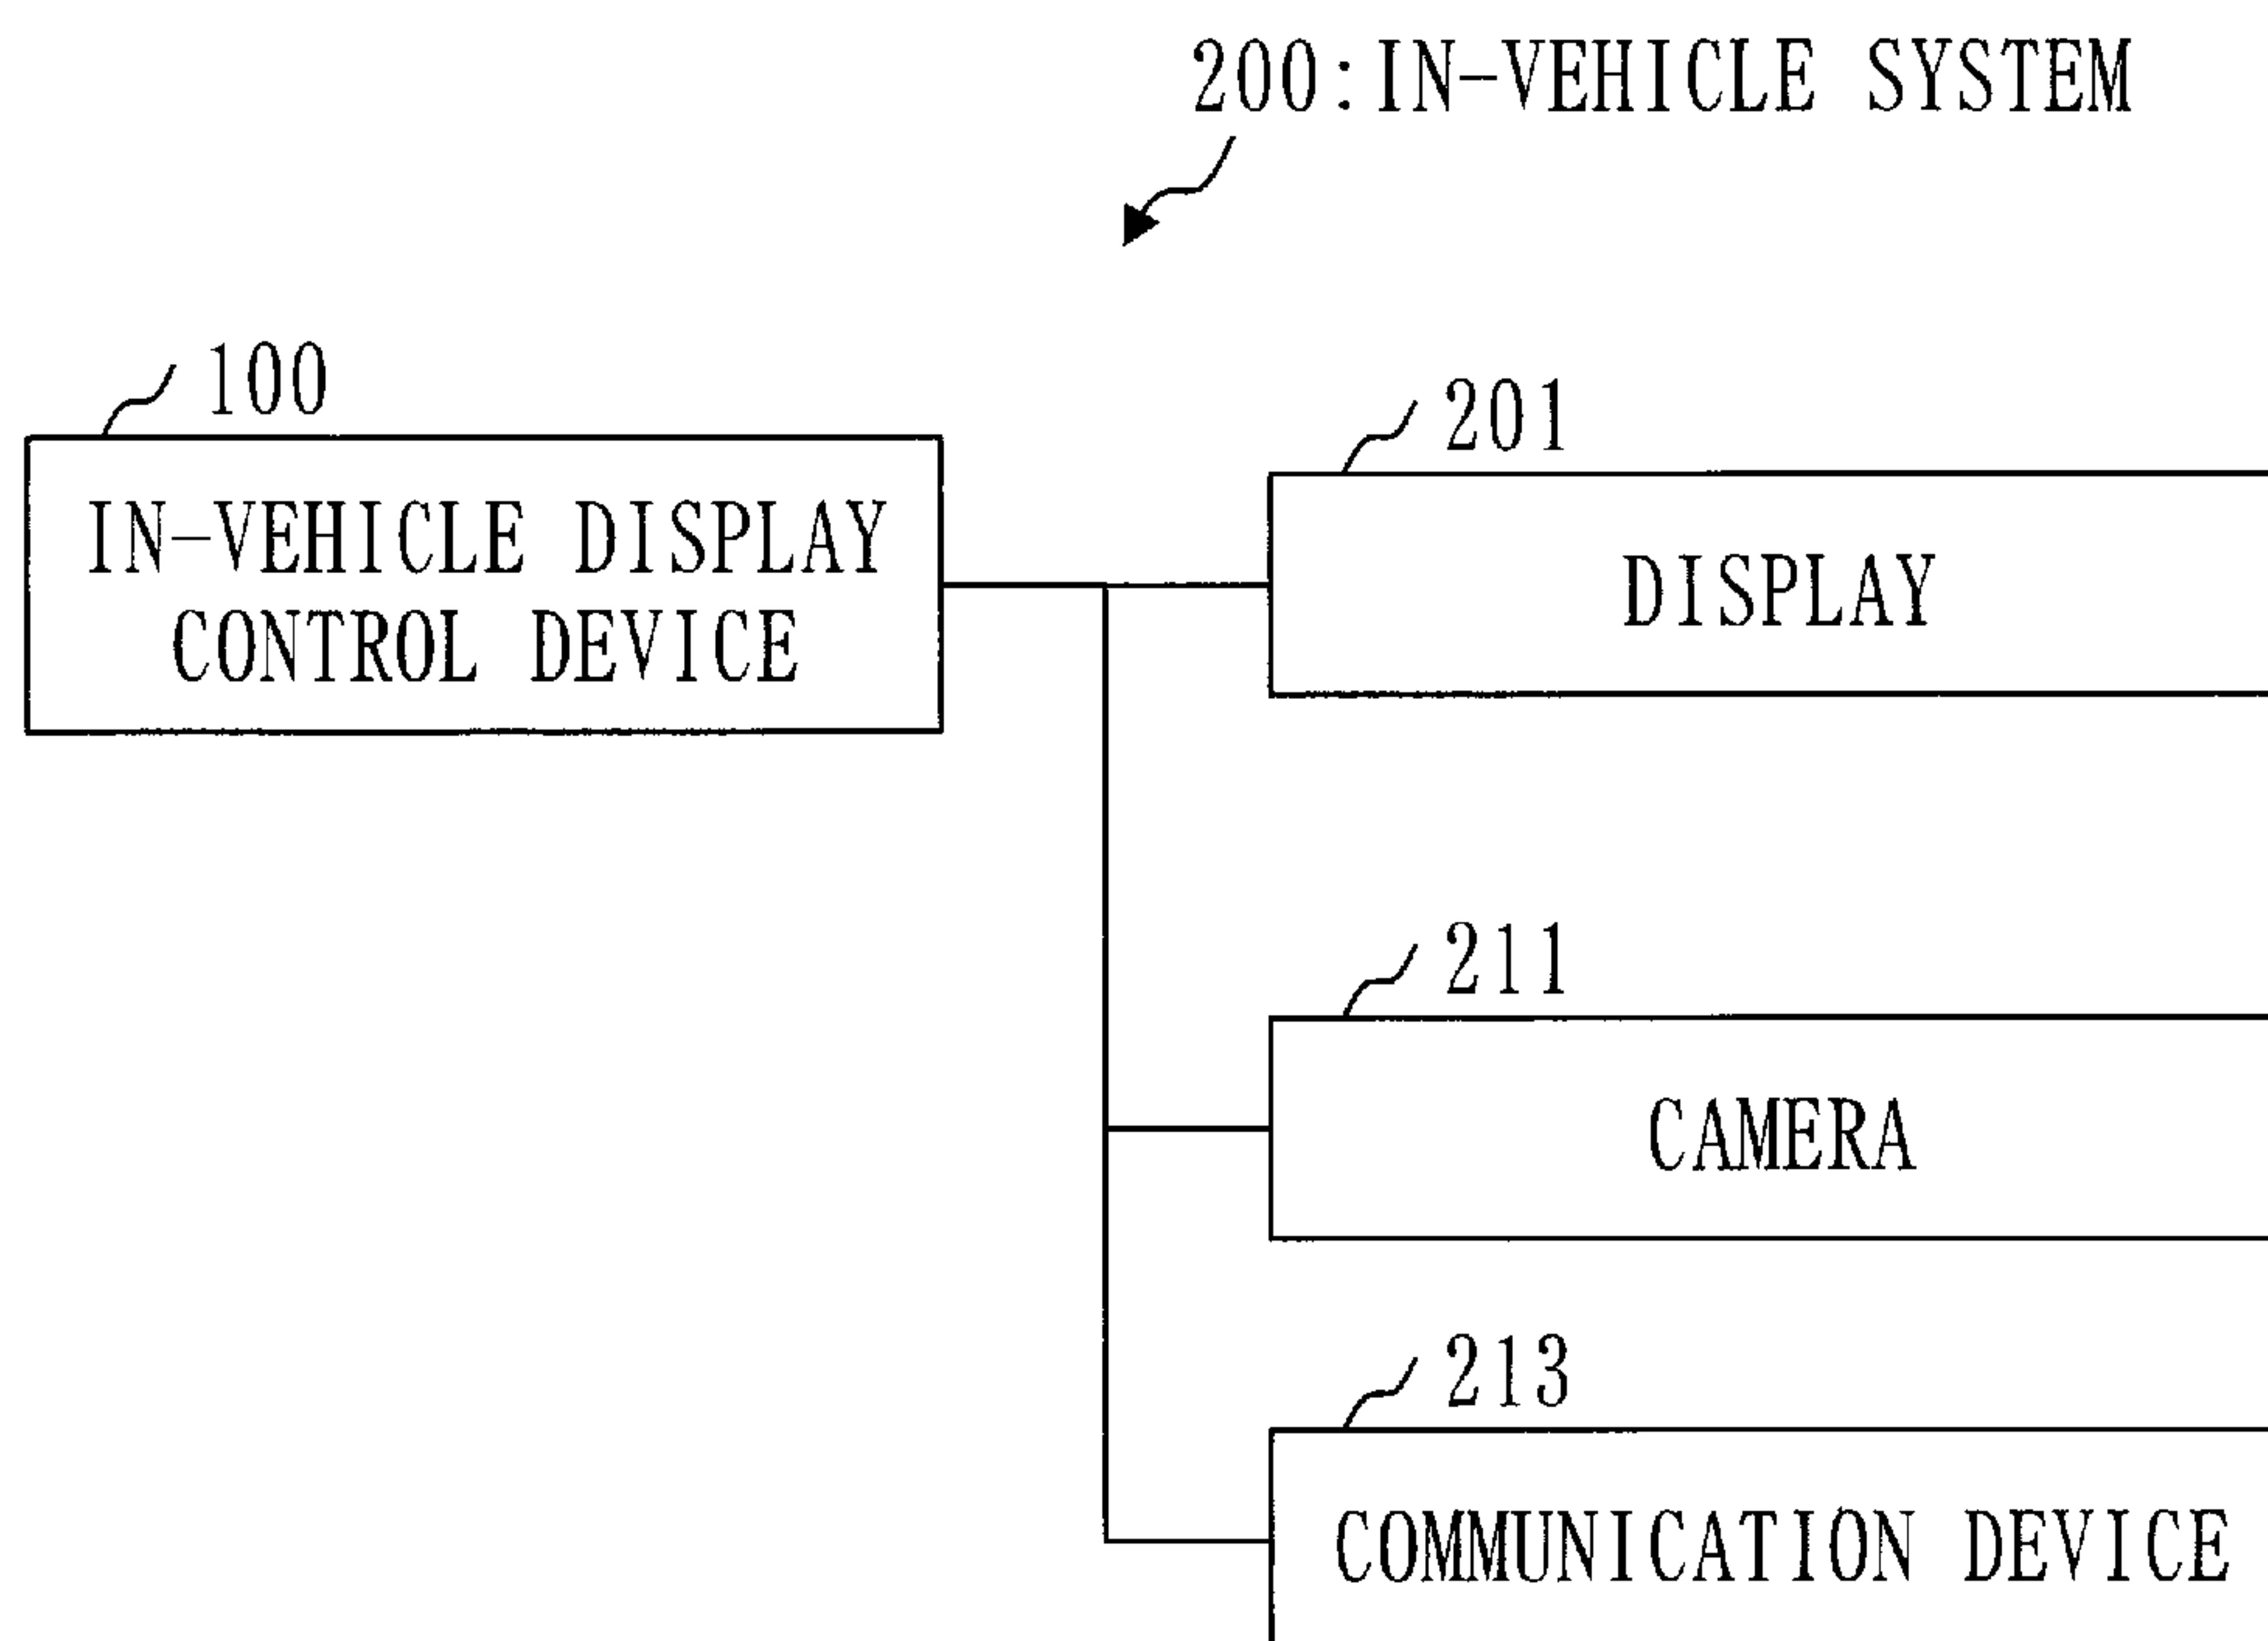 200:IN-VEHICLE SYSTEM
100
IN-VEHICLE DISPLAY
CONTROL DEVICE
201
DISPLAY
211
CAMERA
213
COMMUNICATION DEVICE